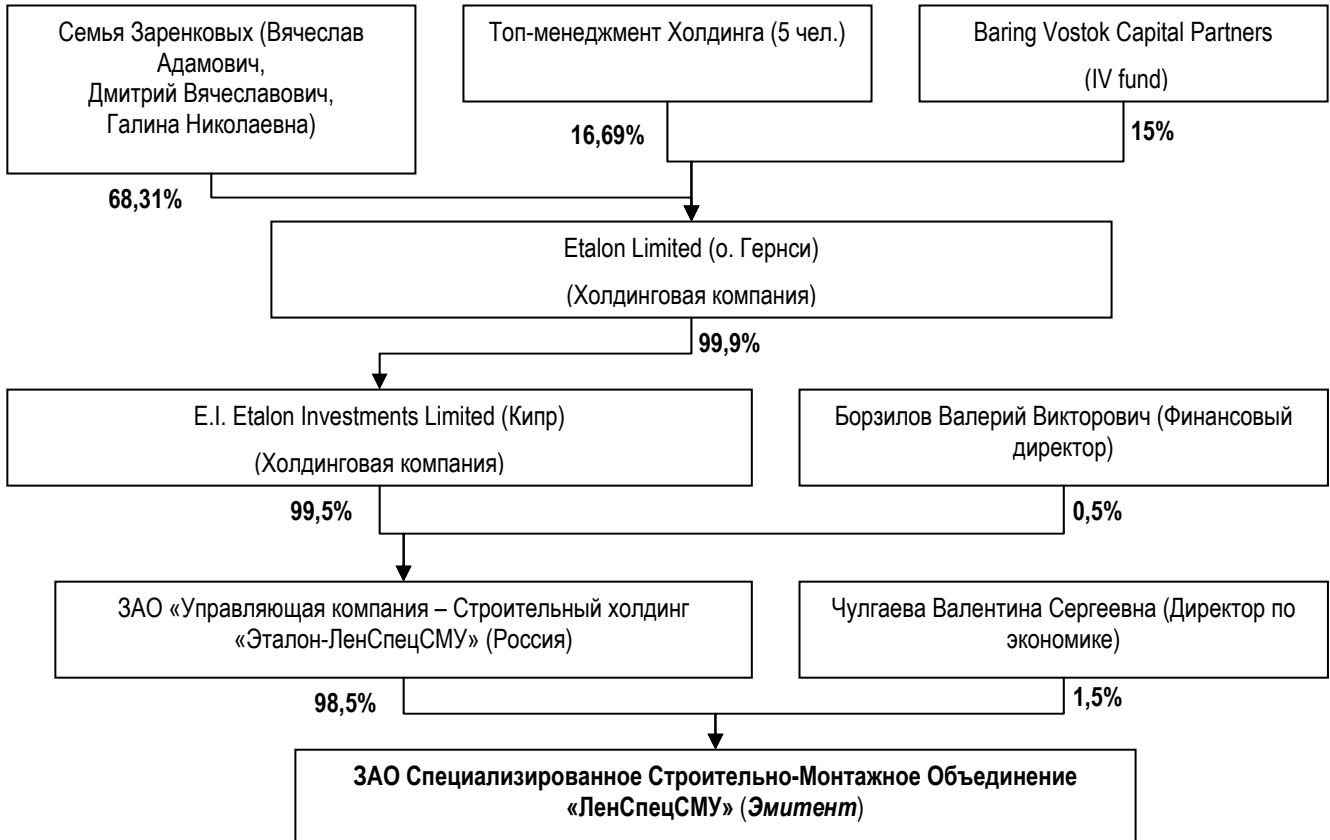 Семья Заренковых (Вячеслав
Адамович,
Дмитрий Вячеславович,
Галина Николаевна)
Топ-менеджмент Холдинга (5 чел.)
Baring Vostok Capital Partners
(IV fund)
68,31%
16,69%
15%
Etalon Limited (о. Гернси)
(Холдинговая компания)
99,9%
E.I. Etalon Investments Limited (Кипр)
(Холдинговая компания)
Борзилов Валерий Викторович (Финансовый
директор)
99,5%
0,5%
ЗАО «Управляющая компания – Строительный холдинг
«Эталон-ЛенСпецСМУ» (Россия)
Чулгаева Валентина Сергеевна (Директор по
экономике)
98,5%
1,5%
ЗАО Специализированное Строительно-Монтажное Объединение
«ЛенСпецСМУ» (Эмитент)